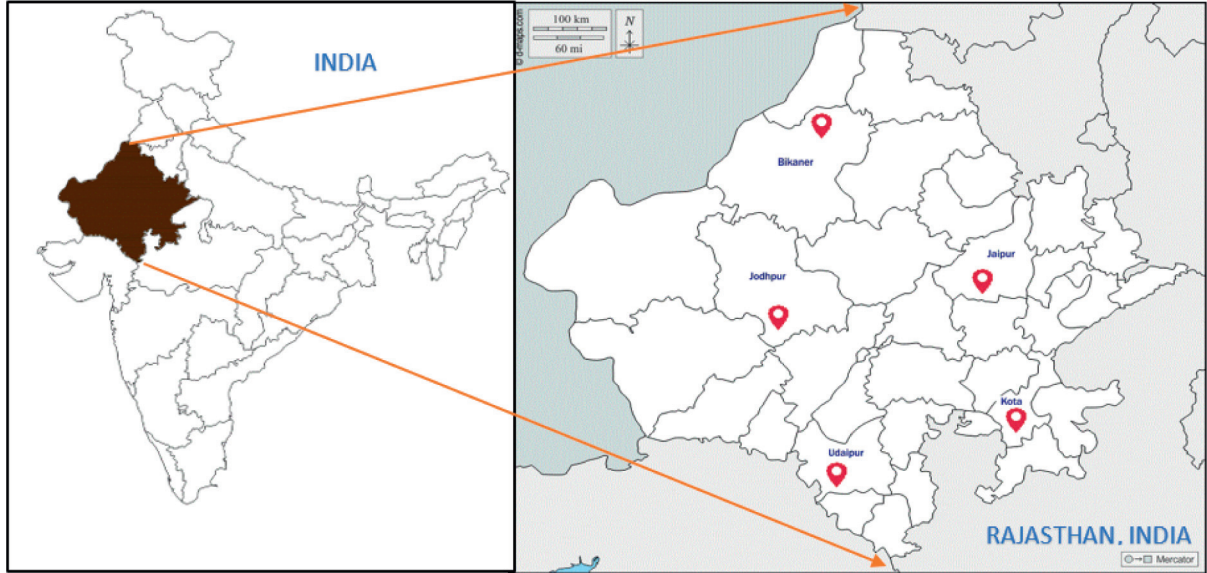 INDIA
© d-maps.com
100 km
60 mi
N
Bikaner
Jaipur
Jodhpur
Kota
Udaipur
RAJASTHAN, INDIA
Mercator